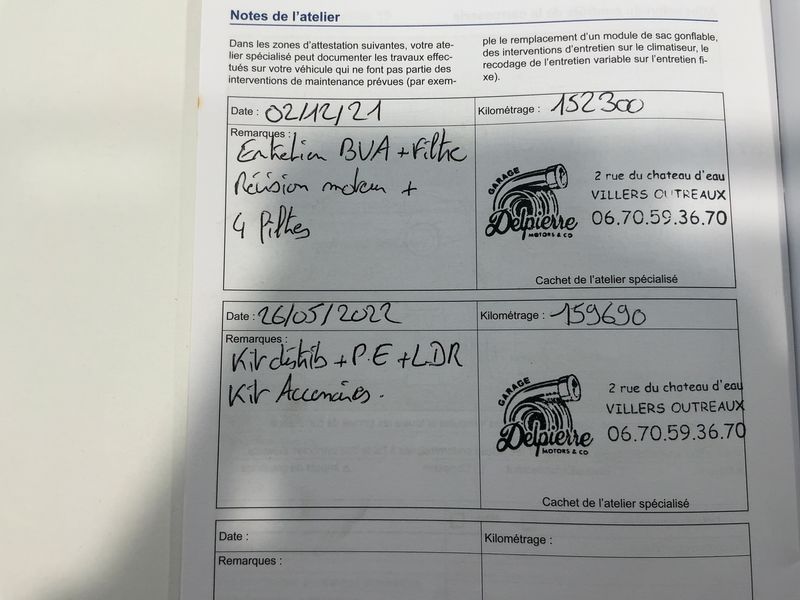 Notes de l'atelier
Dans les zones d'attestation suivantes, votre ate-
lier spécialisé peut documenter les travaux effec-
tués sur votre véhicule qui ne font pas partie des
interventions de maintenance prévues (par exem-
ple le remplacement d'un module de sac gonflable,
des interventions d'entretien sur le climatiseur, le
recodage de l'entretien variable sur l'entretien fi-
xe).
Date : 02/12/21
Kilométrage : 152300
Remarques :
Entretien BVA + Filtre
Révision moteur +
4 filtres
GARAGE
Delpierre
MOTORS & CO
2 rue du chateau d'eau
VILLERS OUTREAUX
06.70.59.36.70
Cachet de l'atelier spécialisé
Date : 26/05/2022
Kilométrage : 159690
Remarques :
Kit distrib + P.E + LDR
Kit Accessoires.
GARAGE
Delpierre
MOTORS & CO
2 rue du chateau d'eau
VILLERS OUTREAUX
06.70.59.36.70
Cachet de l'atelier spécialisé
Date :
Kilométrage :
Remarques :